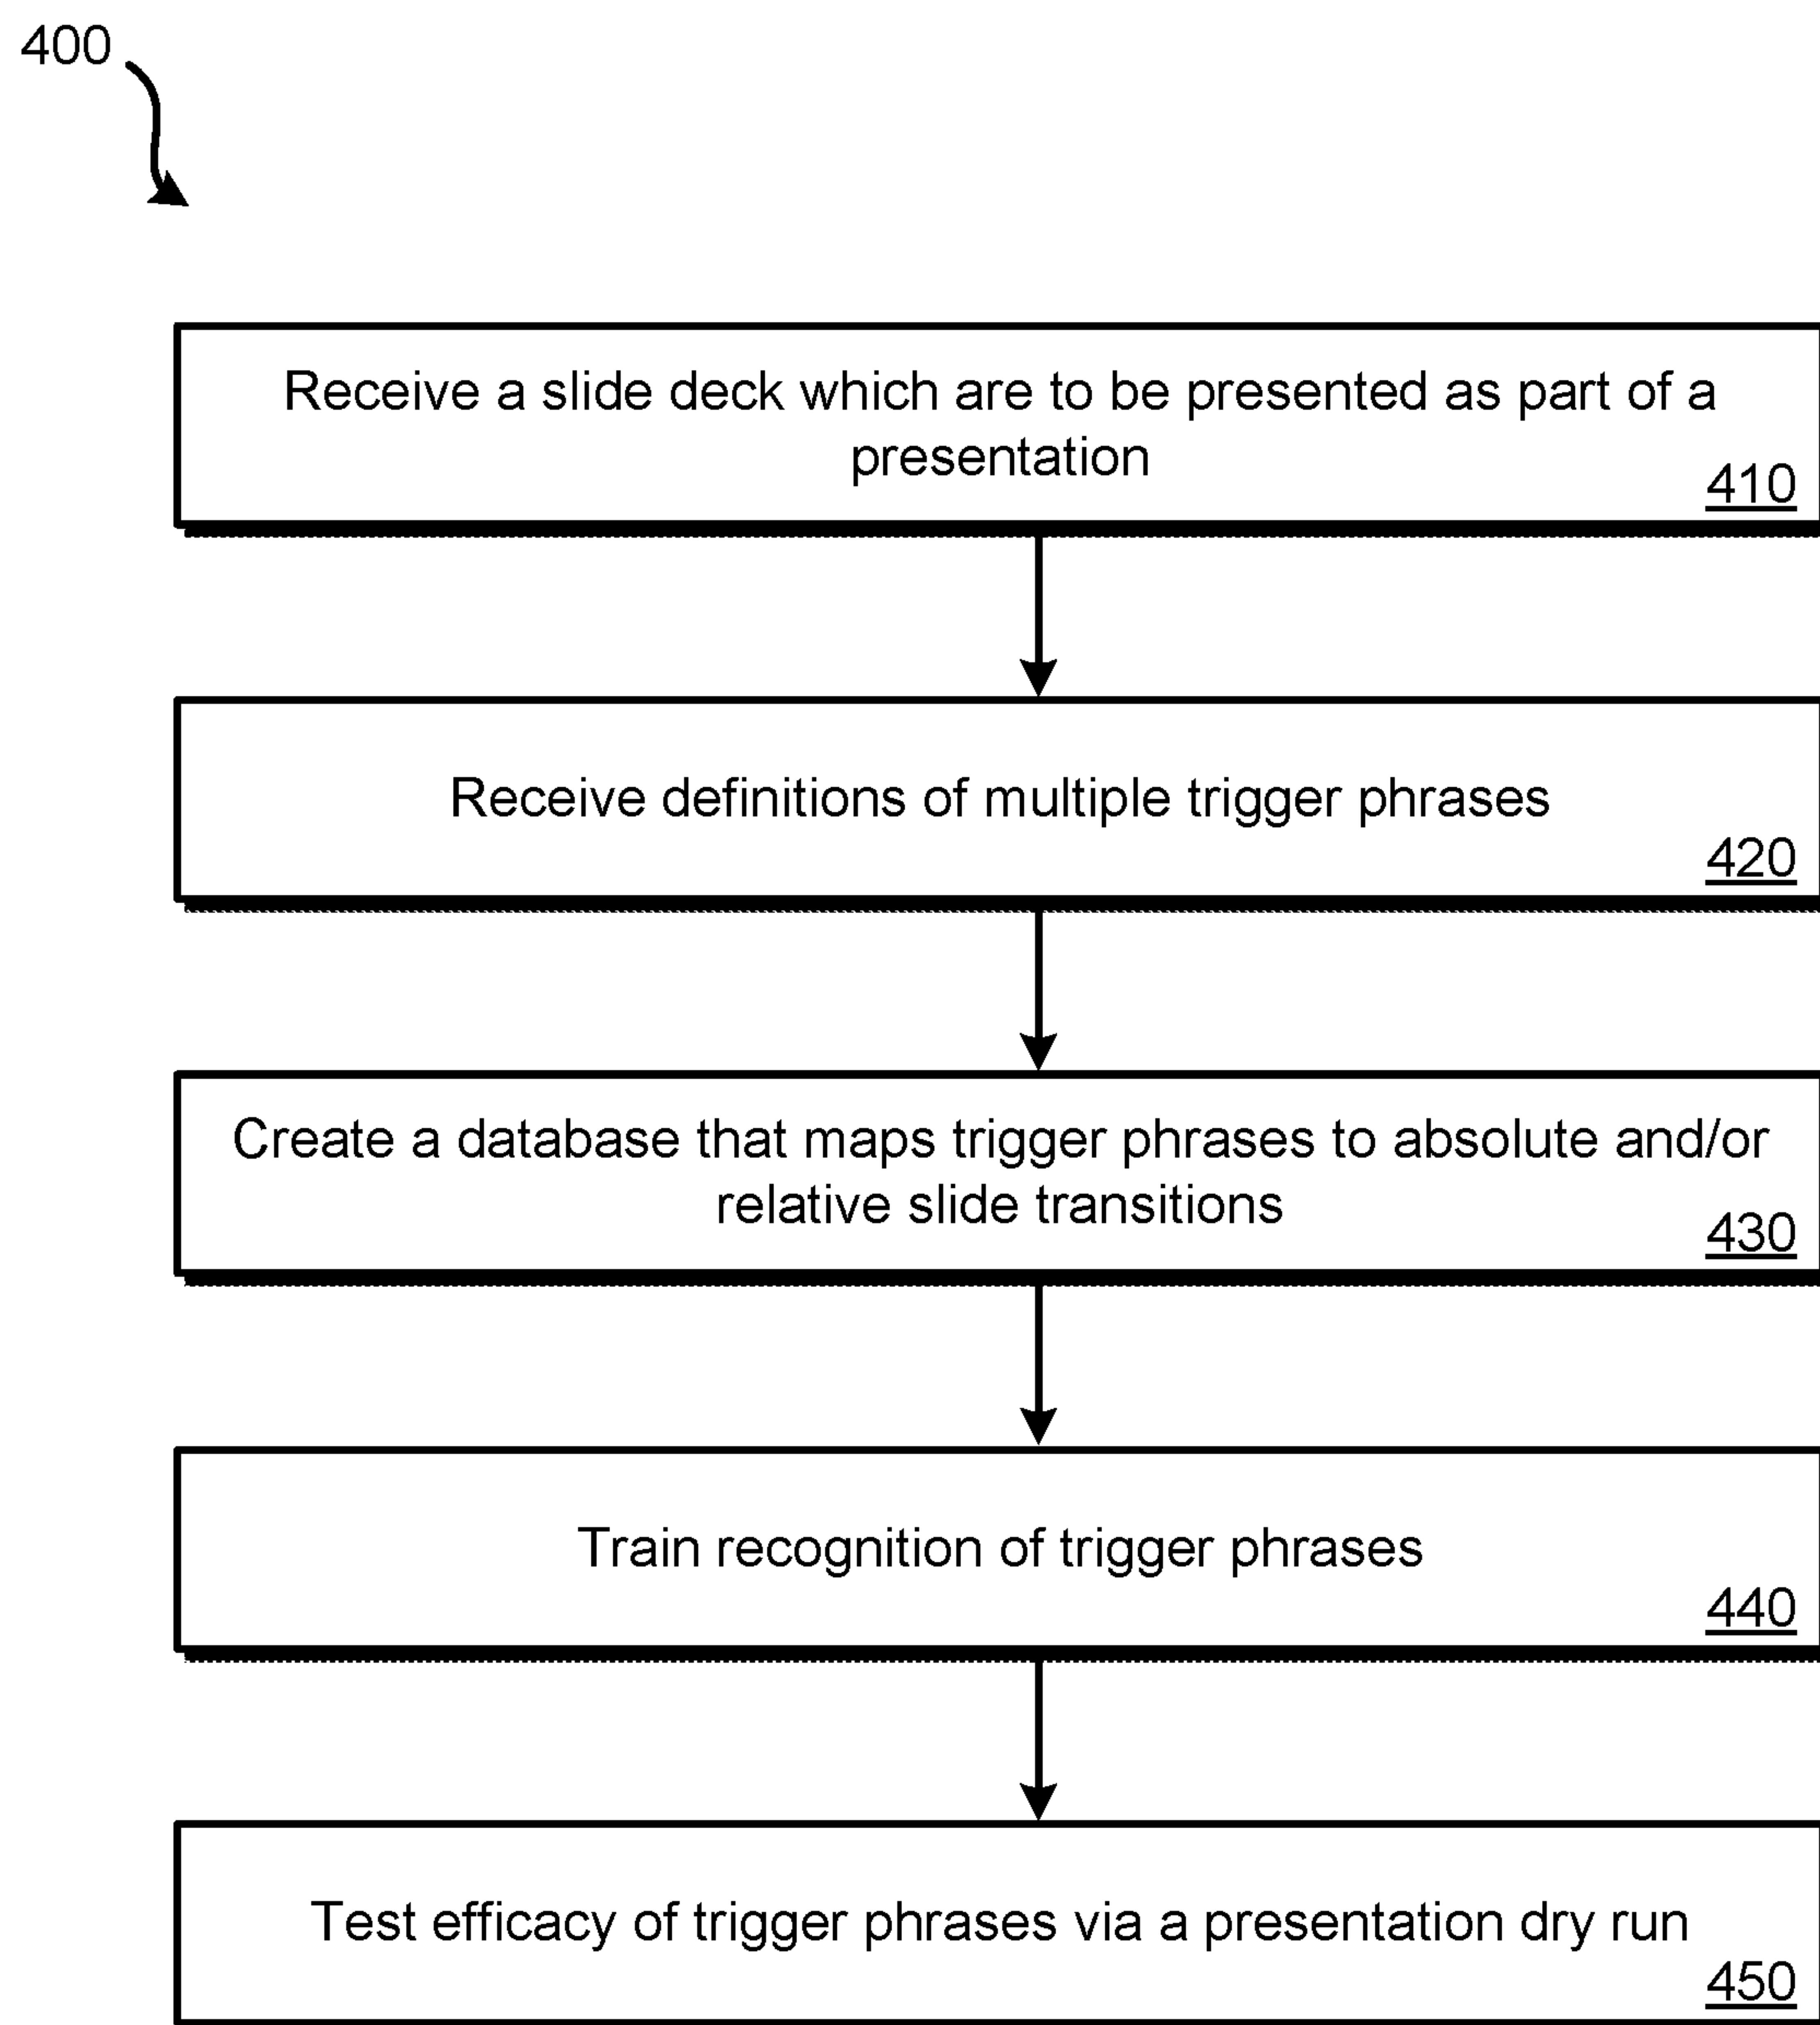 400
Receive a slide deck which are to be presented as part of a
presentation
410
Receive definitions of multiple trigger phrases
420
Create a database that maps trigger phrases to absolute and/or
relative slide transitions
430
Train recognition of trigger phrases
440
Test efficacy of trigger phrases via a presentation dry run
450